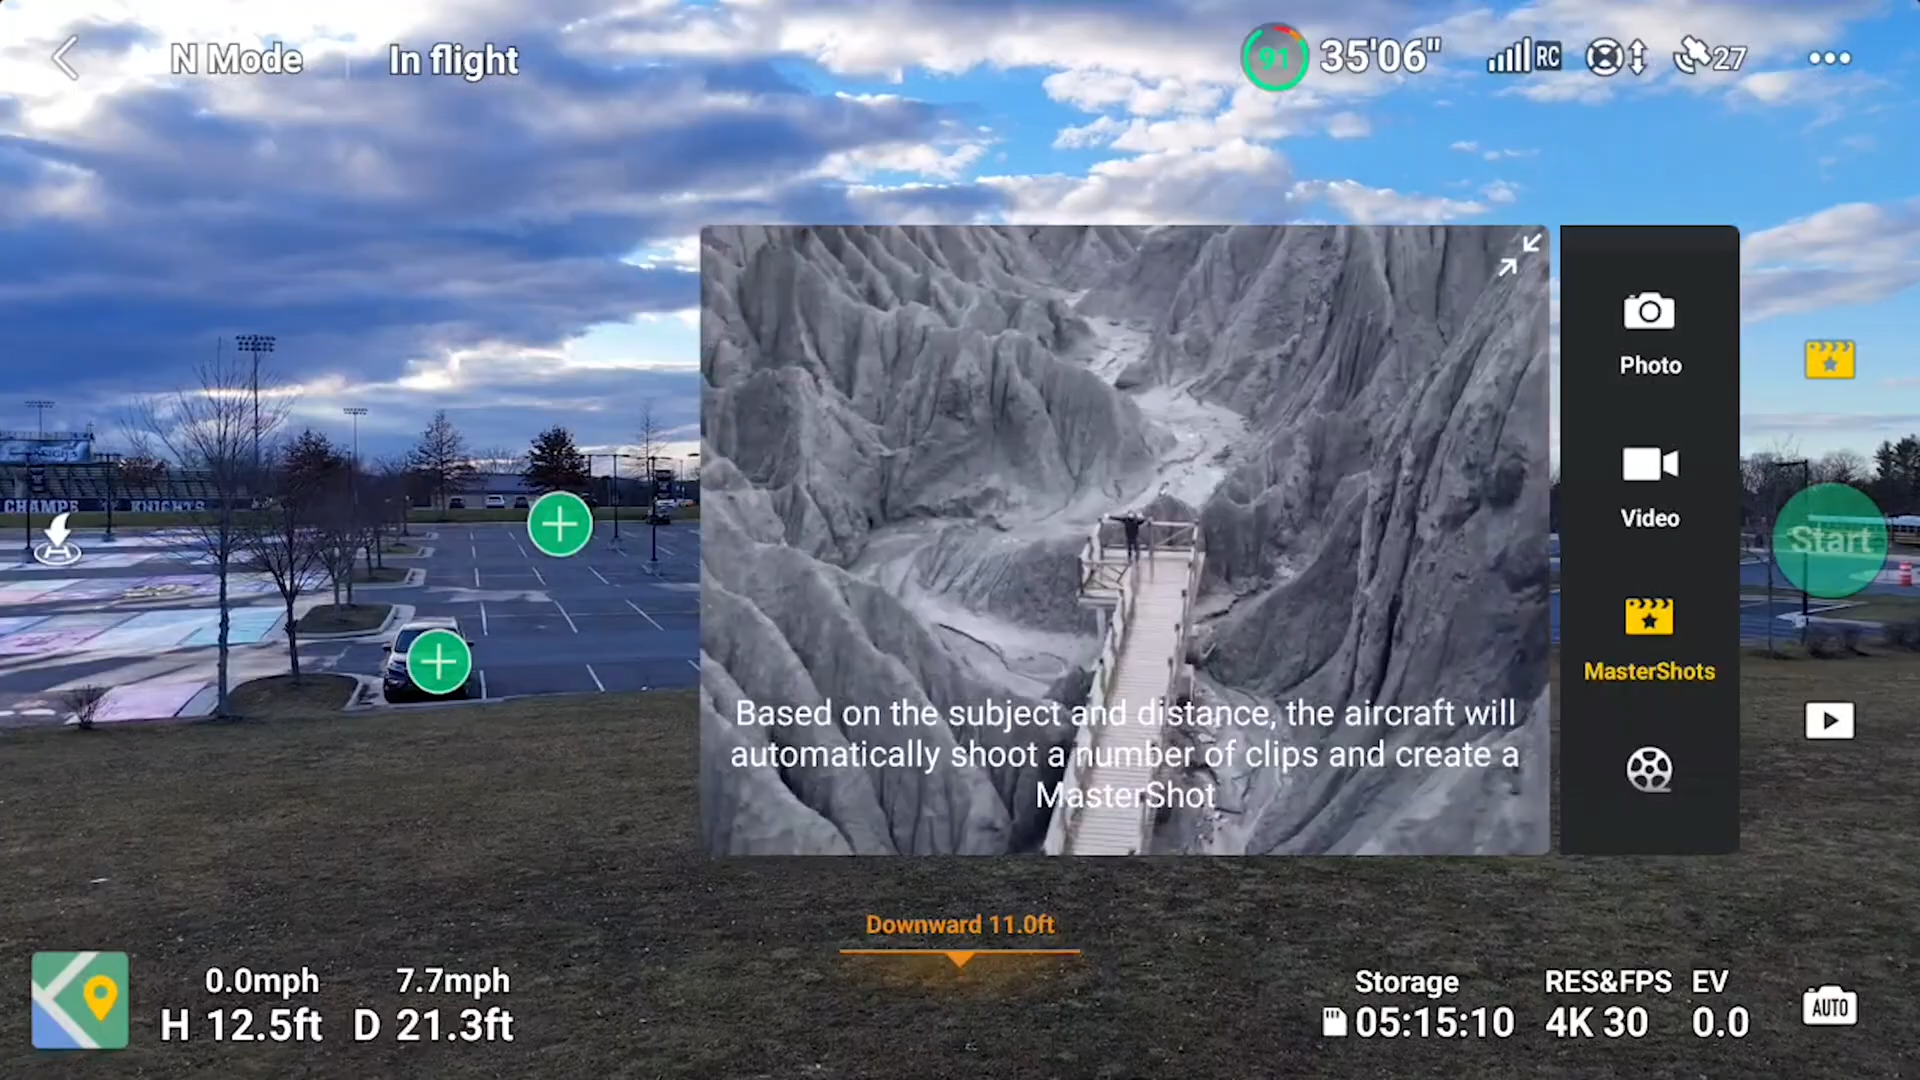 N Mode
In flight
91
35'06"
RC
27
Photo
Video
MasterShots
Start
CHAMPS KNIGHTS
Based on the subject and distance, the aircraft will
automatically shoot a number of clips and create a
MasterShot
Downward 11.0ft
0.0mph
7.7mph
H 12.5ft
D 21.3ft
Storage
05:15:10
RES&FPS
4K 30
EV
0.0
AUTO